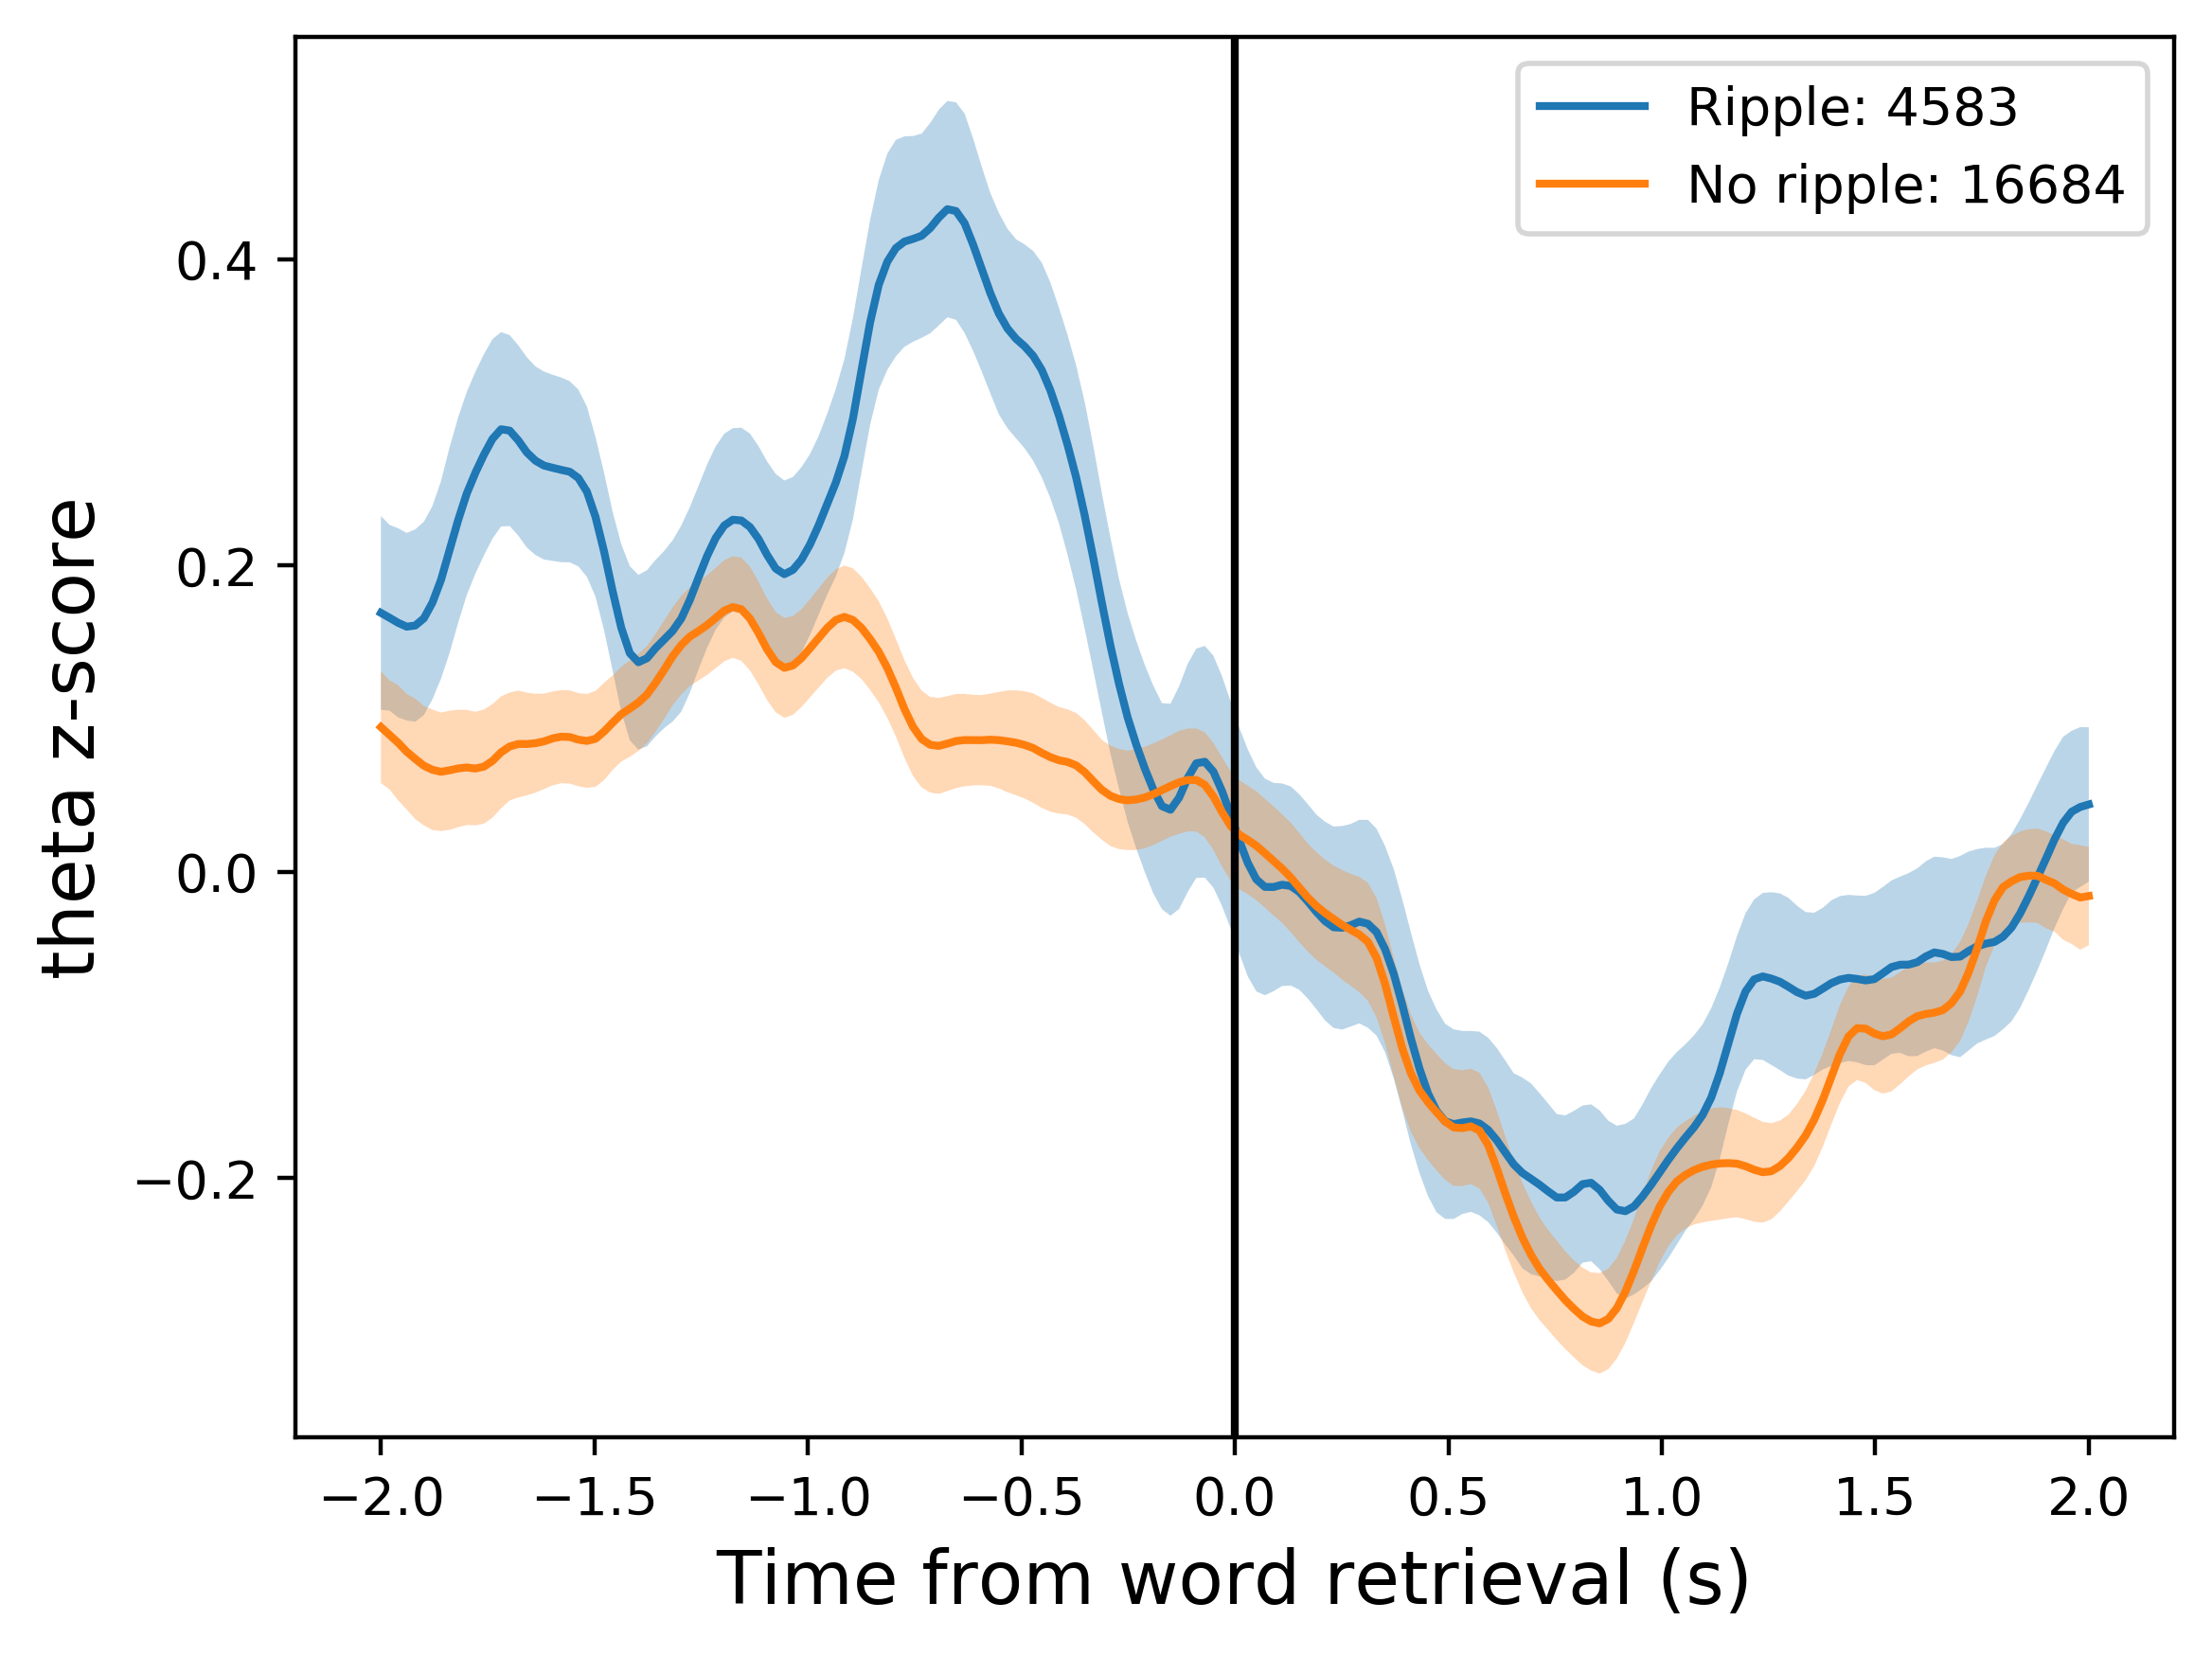 Ripple: 4583
No ripple: 16684
theta z-score
0.4
0.2
0.0
−0.2
−2.0 −1.5 −1.0 −0.5 0.0 0.5 1.0 1.5 2.0
Time from word retrieval (s)